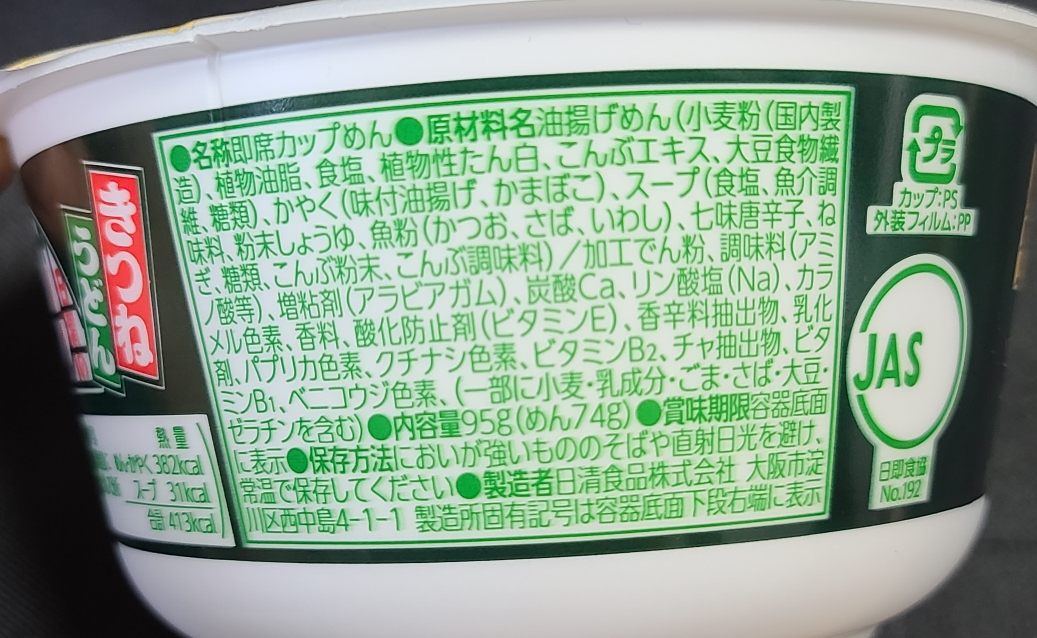 ●名称即席カップめん●原材料名油揚げめん(小麦粉(国内製
造)、植物油脂、食塩、植物性たん白、こんぶエキス、大豆食物繊
維、糖類)、かやく(味付油揚げ、かまぼこ)、スープ(食塩、魚介調
味料、粉末しょうゆ、魚粉(かつお、さば、いわし)、七味唐辛子、ね
ぎ、糖類、こんぶ粉末、こんぶ調味料)/加工でん粉、調味料(アミ
ノ酸等)、増粘剤(アラビアガム)、炭酸Ca、リン酸塩(Na)、カラ
メル色素、香料、酸化防止剤(ビタミンE)、香辛料抽出物、乳化
剤、パプリカ色素、クチナシ色素、ビタミンB2、チャ抽出物、ビタ
ミンB1、ベニコウジ色素、(一部に小麦・乳成分・ごま・さば・大豆・
ゼラチンを含む)●内容量95g(めん74g)●賞味期限容器底面
に表示●保存方法においが強いもののそばや直射日光を避け、
常温で保存してください●製造者日清食品株式会社 大阪市淀
川区西中島4-1-1 製造所固有記号は容器底面下段右端に表示
きつね
うどん
熱量
めん・かやく 382kcal
スープ 31kcal
合計 413kcal
プラ
カップ:PS
外装フィルム:PP
JAS
日即食協
No.192